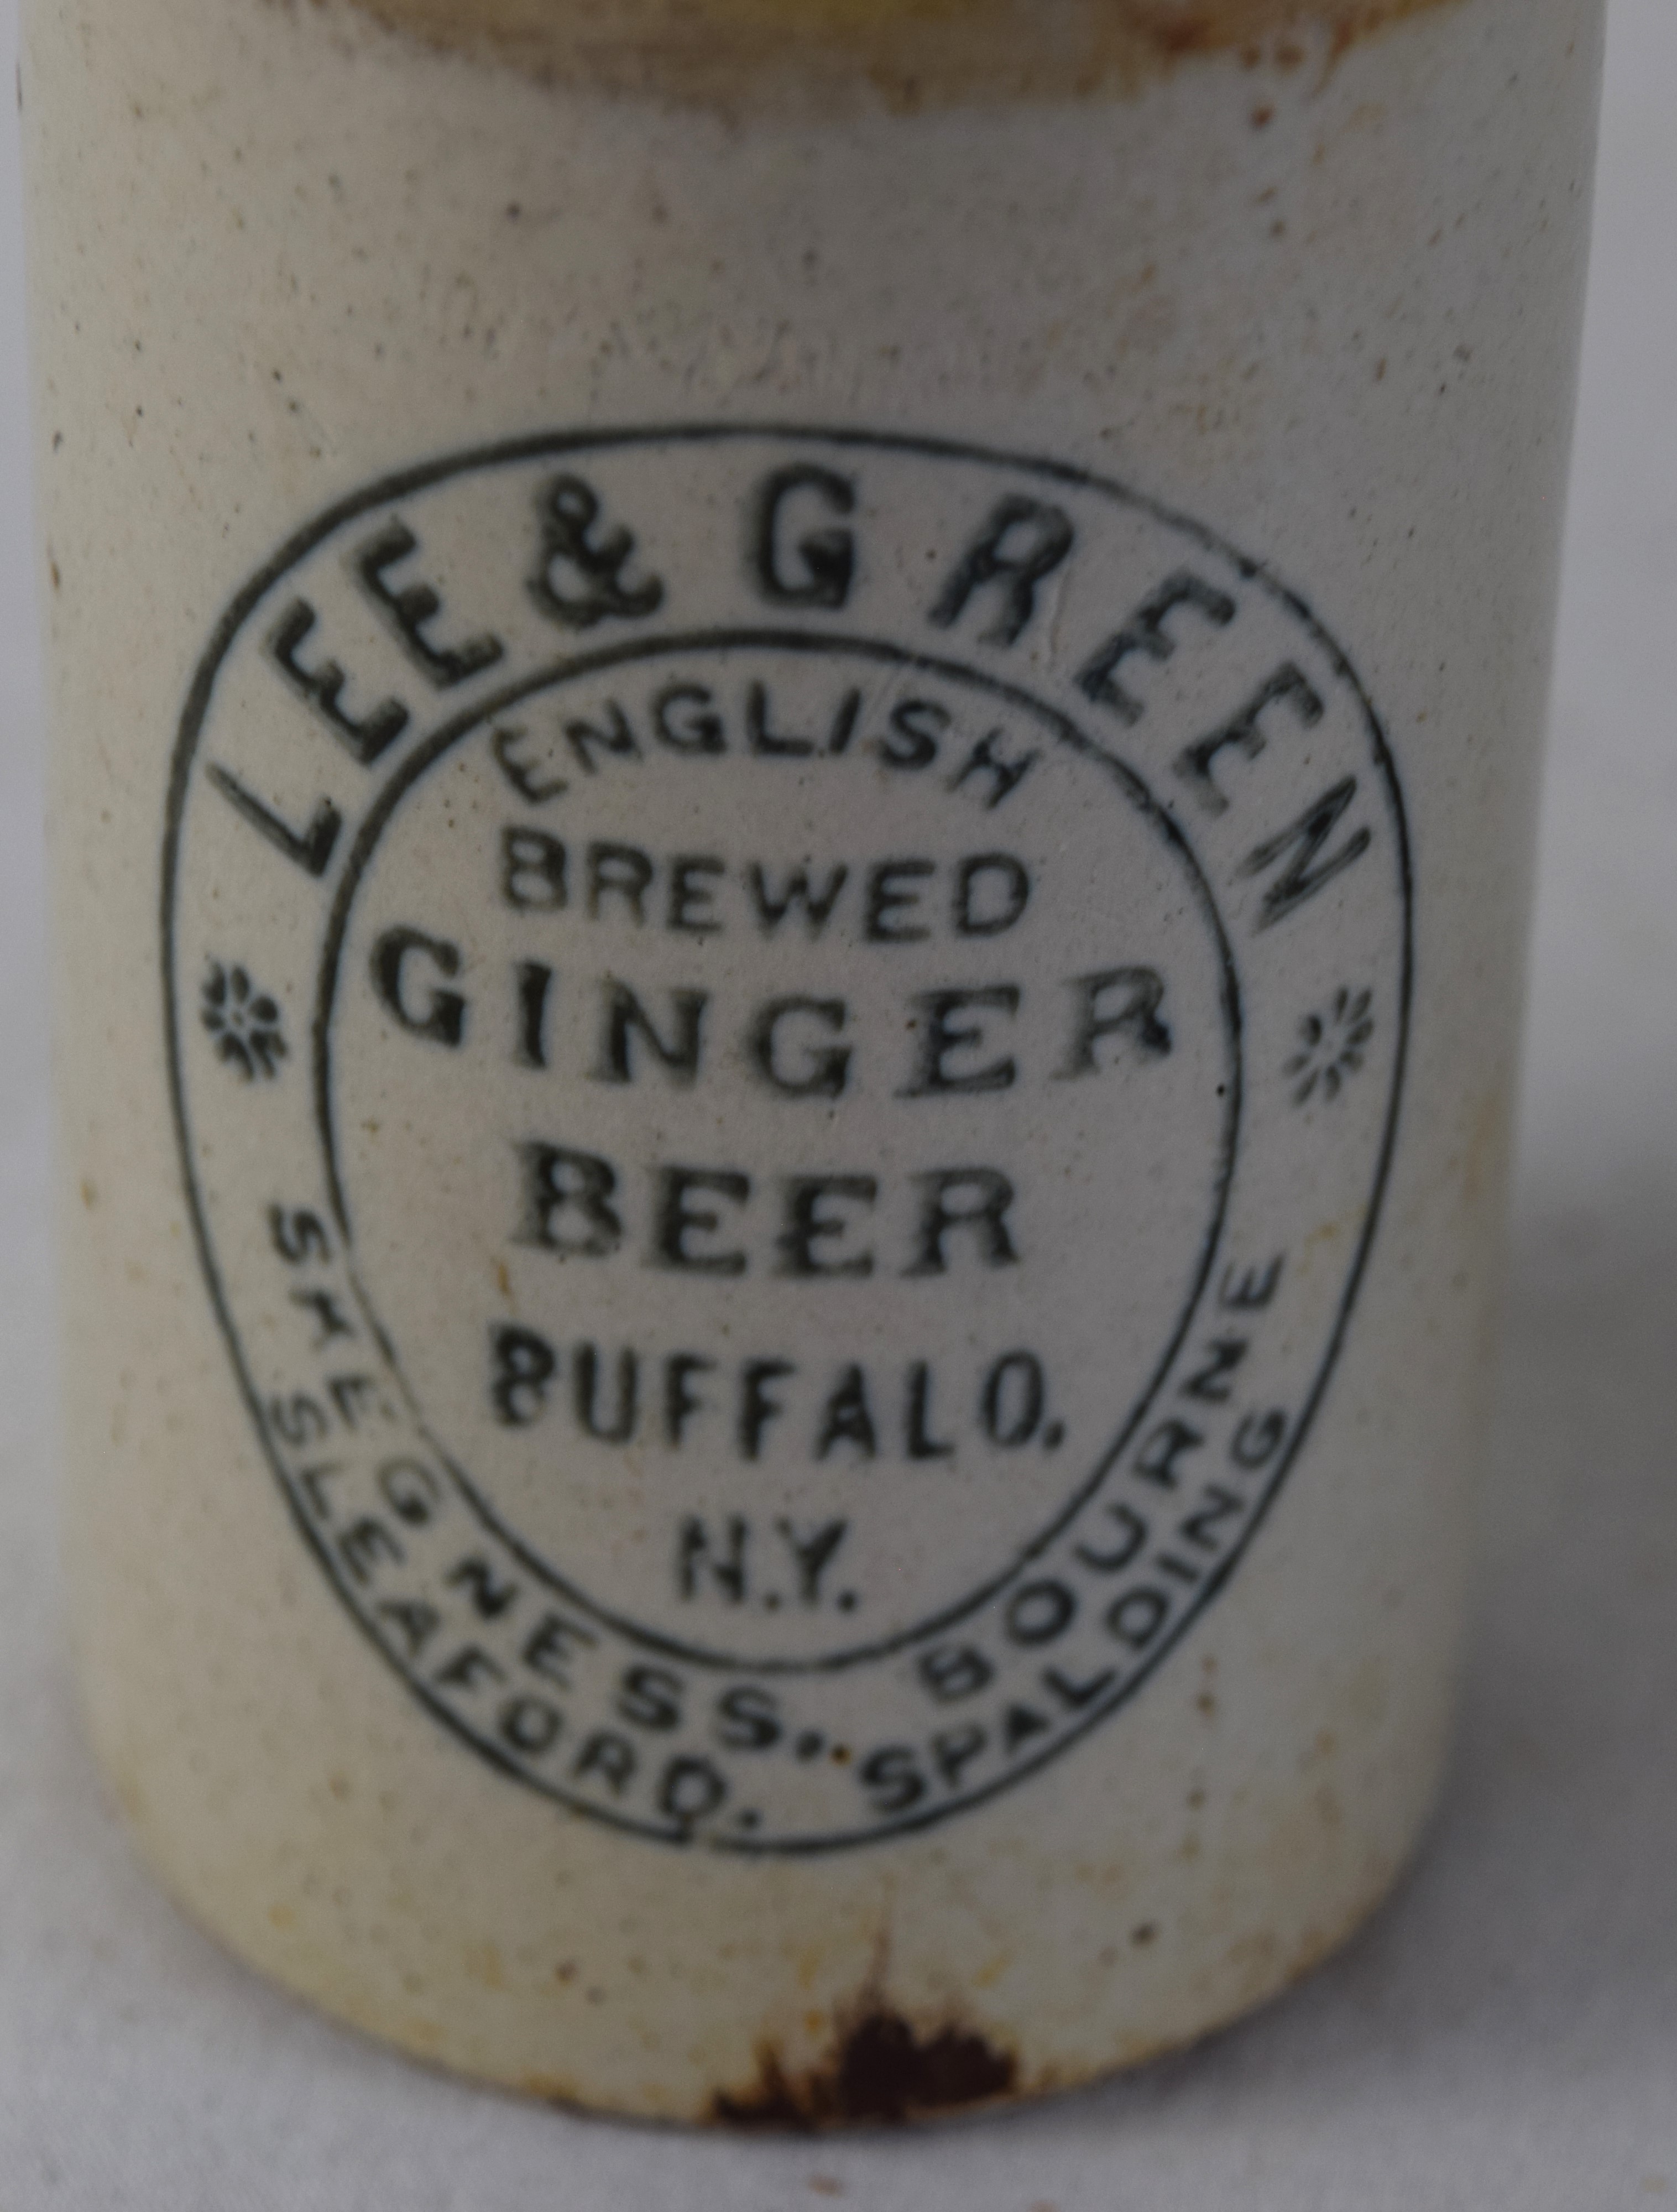 LEE & GREEN
ENGLISH
BREWED
GINGER
BEER
BUFFALO.
N.Y.
SKEGNESS. BOURNE
SLEAFORD. SPALDING